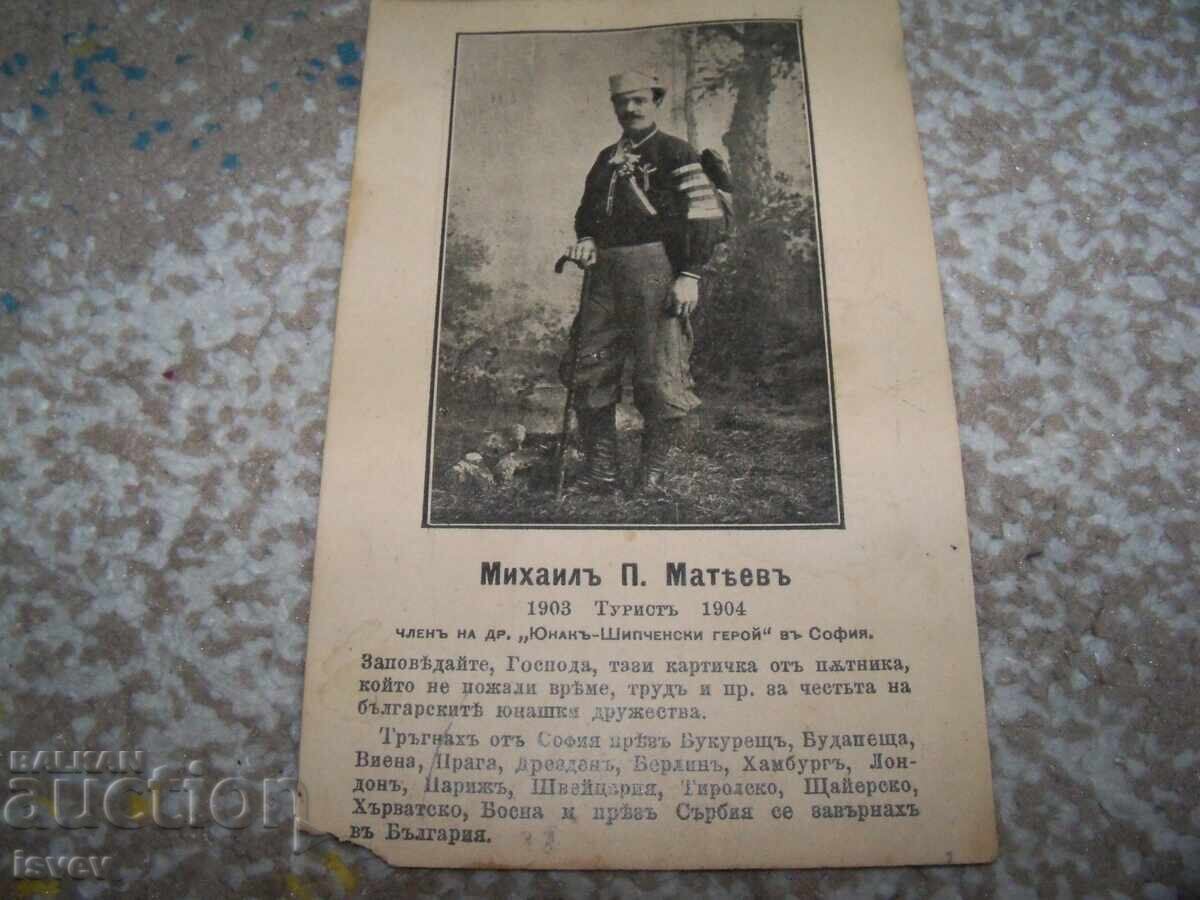 Михаилъ П. Матѣевъ
1903 Туристъ 1904
членъ на др. „Юнакъ-Шипченски герой“ въ София.
Заповѣдайте, Господа, тази картичка отъ пѫтника,
който не пожали врѣме, трудъ и пр. за честьта на
българскитѣ юнашки дружества.
Тръгнахъ отъ София прѣзъ Букурещъ, Будапеща,
Виена, Прага, Дрезденъ, Берлинъ, Хамбургъ, Лон-
донъ, Парижъ, Швейцария, Тиролско, Щайерско,
Хърватско, Босна и прѣзъ Сърбия се завърнахъ
въ България.
BALKAN
auction
isvev